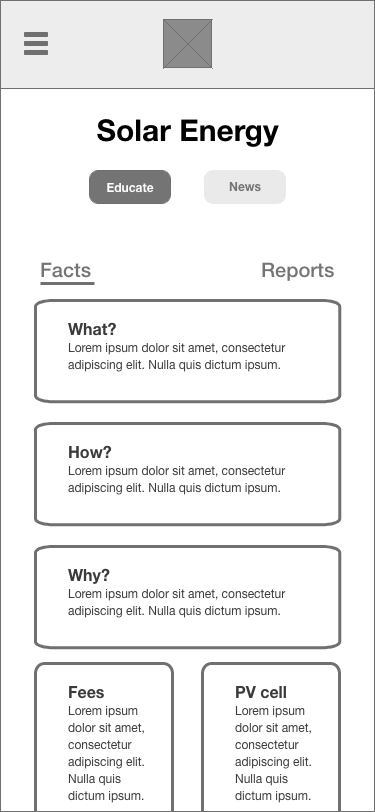 Solar Energy
Educate
News
Facts
Reports
What?
Lorem ipsum dolor sit amet, consectetur
adipiscing elit. Nulla quis dictum ipsum.
How?
Lorem ipsum dolor sit amet, consectetur
adipiscing elit. Nulla quis dictum ipsum.
Why?
Lorem ipsum dolor sit amet, consectetur
adipiscing elit. Nulla quis dictum ipsum.
Fees
Lorem ipsum
dolor sit amet,
consectetur
adipiscing elit.
Nulla quis
dictum ipsum.
PV cell
Lorem ipsum
dolor sit amet,
consectetur
adipiscing elit.
Nulla quis
dictum ipsum.